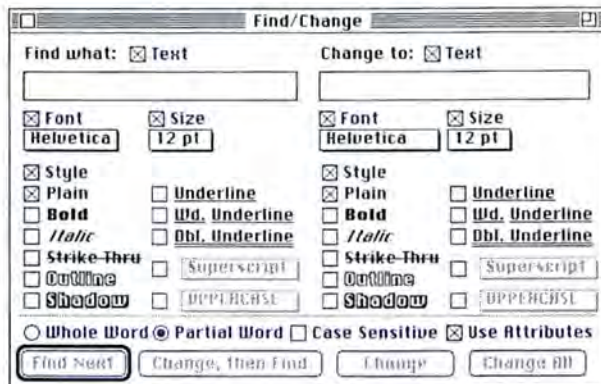 Find/Change
Find what: Text Change to: Text
Font Size Font Size
Helvetica 12 pt Helvetica 12 pt
Style Style
Plain Underline Plain Underline
Bold Wd. Underline Bold Wd. Underline
Italic Dbl. Underline Italic Dbl. Underline
Strike Thru Superscript Strike Thru Superscript
Outline Outline
Shadow UPPERCASE Shadow UPPERCASE
Whole Word Partial Word Case Sensitive Use Attributes
Find Next Change, then Find Change Change All